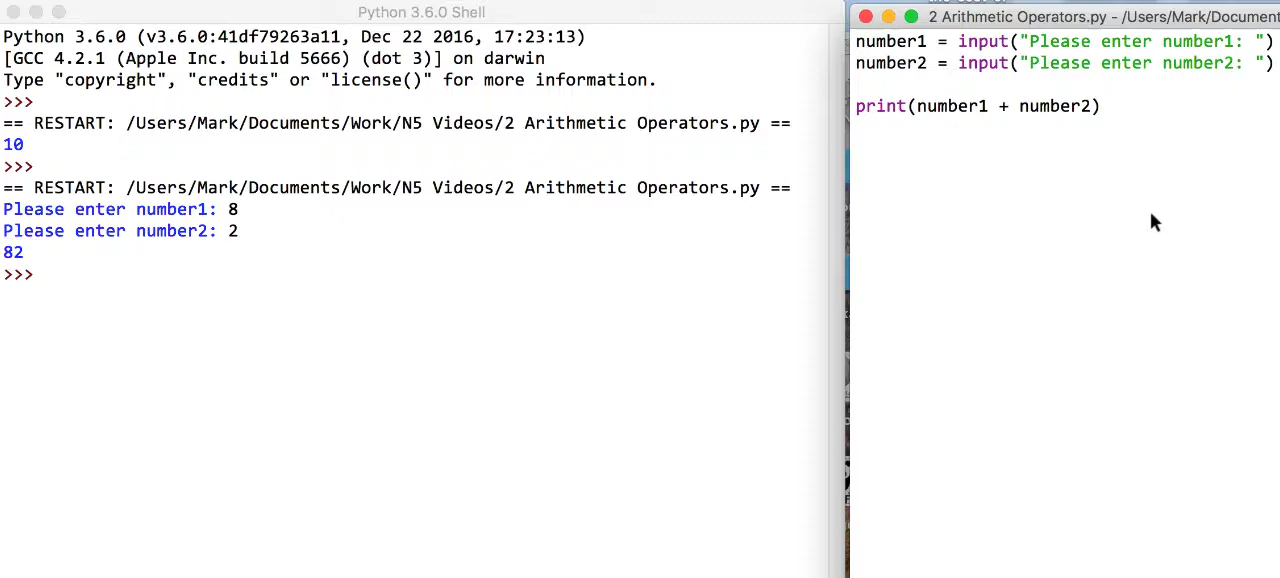 Python 3.6.0 Shell
Python 3.6.0 (v3.6.0:41df79263a11, Dec 22 2016, 17:23:13)
[GCC 4.2.1 (Apple Inc. build 5666) (dot 3)] on darwin
Type "copyright", "credits" or "license()" for more information.
>>>
== RESTART: /Users/Mark/Documents/Work/N5 Videos/2 Arithmetic Operators.py ==
10
>>>
== RESTART: /Users/Mark/Documents/Work/N5 Videos/2 Arithmetic Operators.py ==
Please enter number1: 8
Please enter number2: 2
82
>>>
2 Arithmetic Operators.py - /Users/Mark/Document
number1 = input("Please enter number1: ")
number2 = input("Please enter number2: ")
print(number1 + number2)